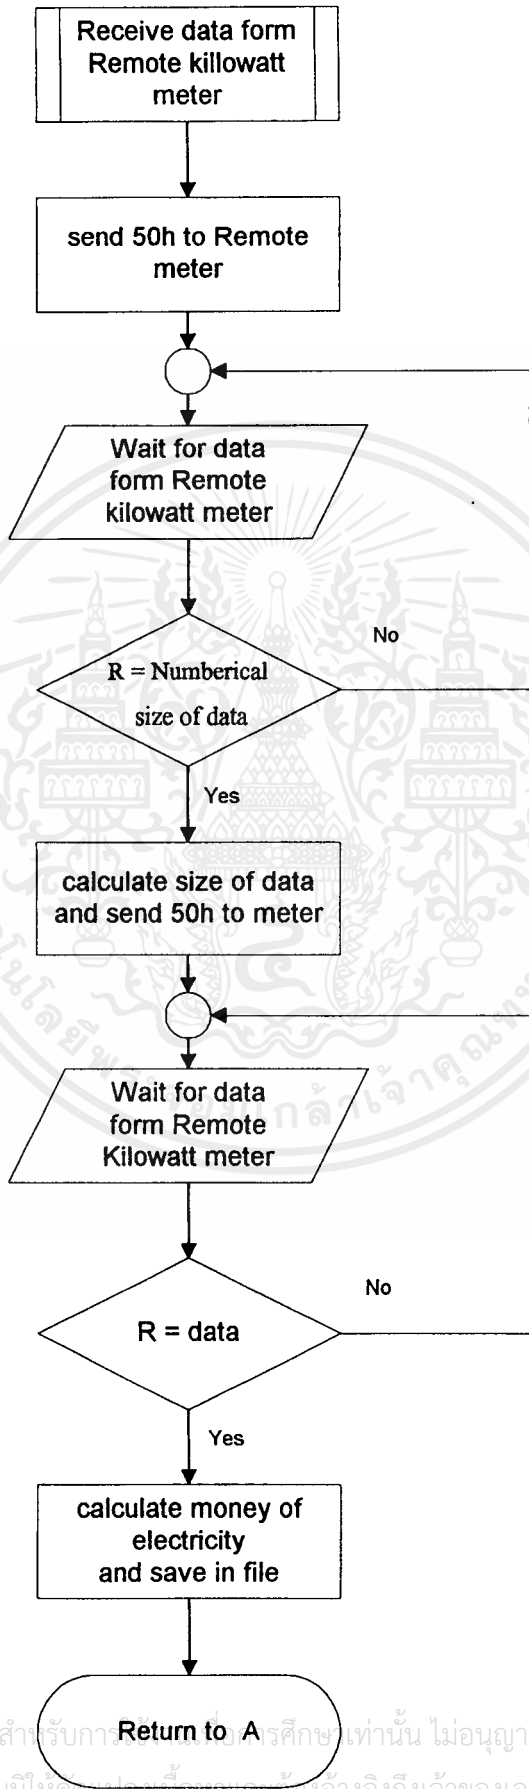 Receive data form
Remote killowatt
meter
send 50h to Remote
meter
Wait for data
form Remote
kilowatt meter
No
R = Numberical
size of data
Yes
calculate size of data
and send 50h to meter
Wait for data
form Remote
Kilowatt meter
No
R = data
Yes
calculate money of
electricity
and save in file
Return to A